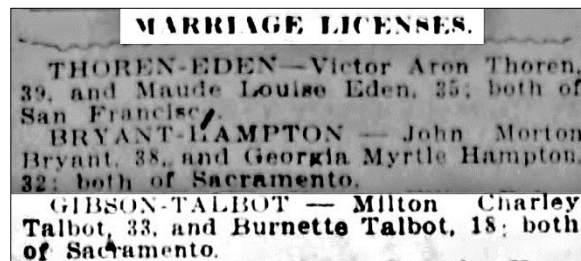 MARRIAGE LICENSES.
THOREN-EDEN—Victor Aron Thoren,
39, and Maude Louise Eden, 35; both of
San Francisc
BRYANT-HAMPTON — John Morton
Bryant, 38, and Georgia Myrtle Hampton,
32; both of Sacramento.
GIBSON-TALBOT — Milton Charley
Talbot, 33, and Burnette Talbot, 18; both
of Sacramento.